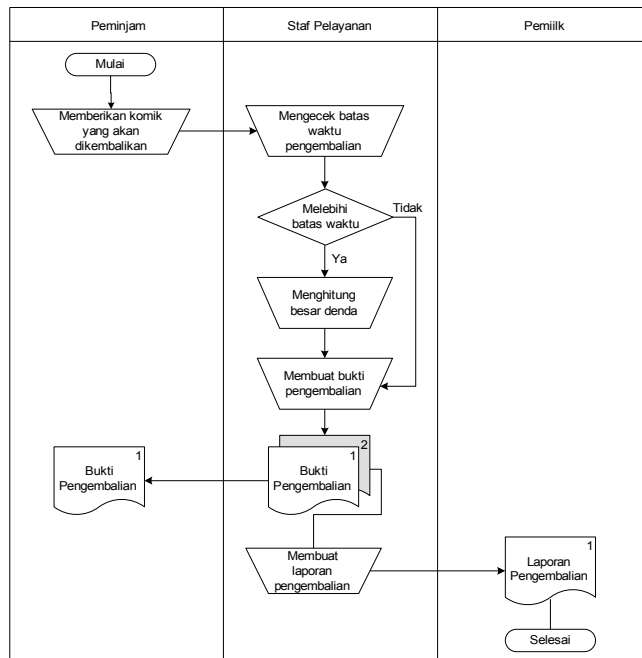 Peminjam
Staf Pelayanan
Pemiilk
Mulai
Memberikan komik
yang akan
dikembalikan
Mengecek batas
waktu
pengembalian
Melebihi
batas waktu
Tidak
Ya
Menghitung
besar denda
Membuat bukti
pengembalian
2
1
Bukti
Pengembalian
1
Bukti
Pengembalian
Membuat
laporan
pengembalian
1
Laporan
Pengembalian
Selesai